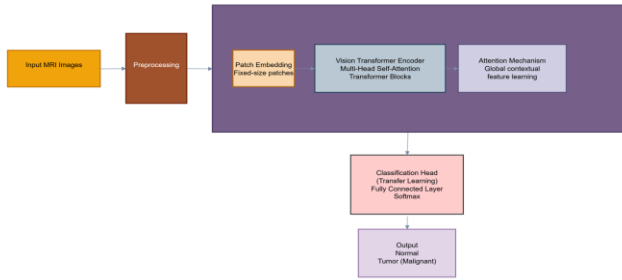 Input MRI Images
Preprocessing
Patch Embedding
Fixed-size patches
Vision Transformer Encoder
Multi-Head Self-Attention
Transformer Blocks
Attention Mechanism
Global contextual
feature learning
Classification Head
(Transfer Learning)
Fully Connected Layer
Softmax
Output
Normal
Tumor (Malignant)